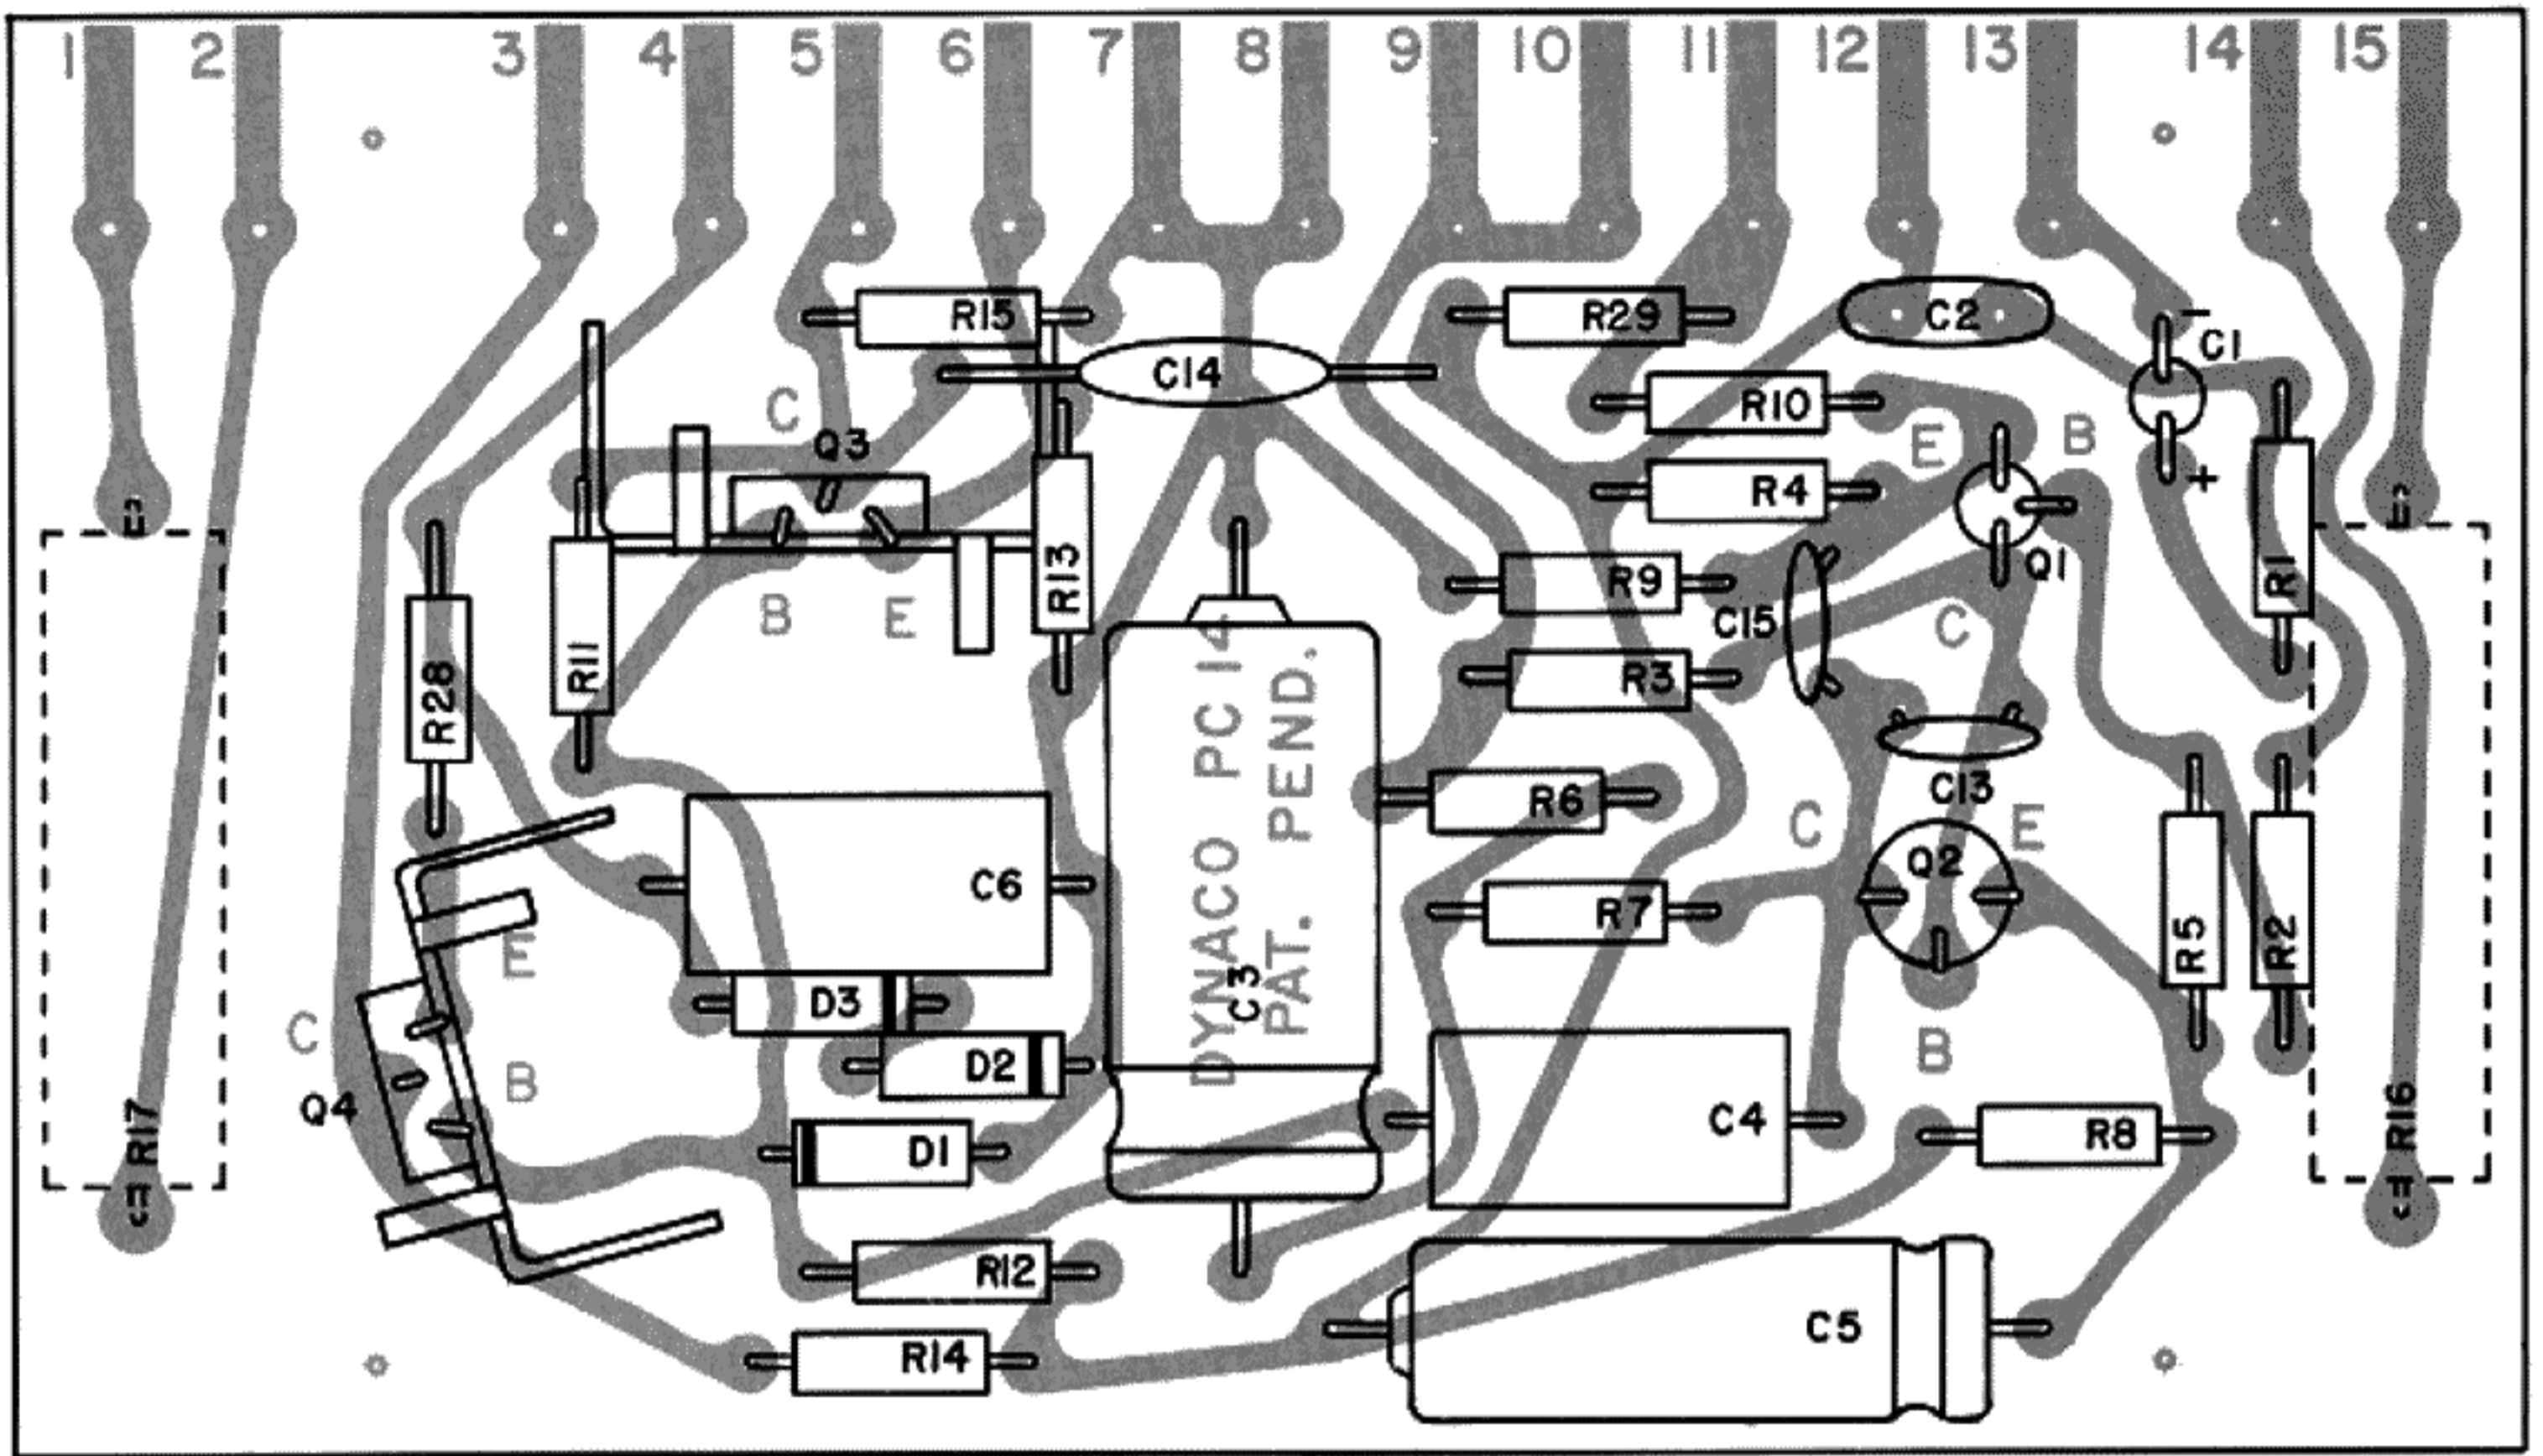 1 2 3 4 5 6 7 8 9 10 11 12 13 14 15
R15
C14
R29
C2
C1
-
+
R10
R4
E
B
C
Q3
Q1
R1
R13
R9
C15
C
R3
B
E
R11
R28
DYNACO PC 14
PAT. PEND.
C3
R6
C13
C
Q2
E
R7
C6
R5
R2
E
D3
C
B
D2
B
Q4
R17
D1
C4
R8
R16
R12
R14
C5